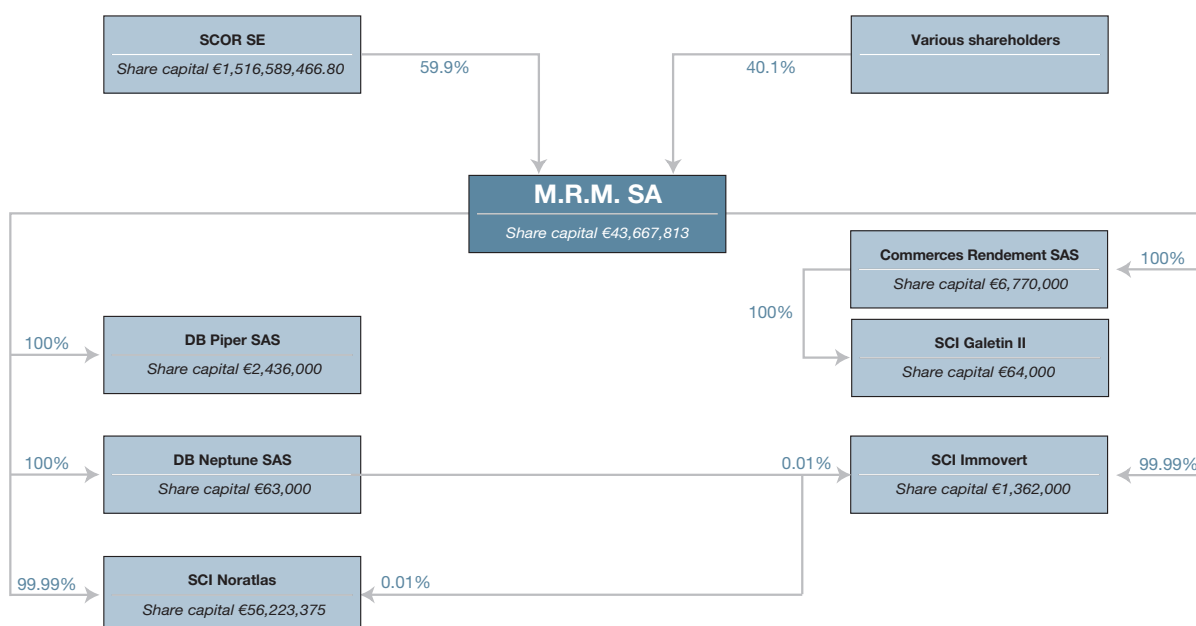 SCOR SE
Share capital €1,516,589,466.80
59.9%
Various shareholders
40.1%
M.R.M. SA
Share capital €43,667,813
Commerces Rendement SAS
Share capital €6,770,000
100%
100%
SCI Galetin II
Share capital €64,000
100%
DB Piper SAS
Share capital €2,436,000
100%
DB Neptune SAS
Share capital €63,000
0.01%
SCI Immovert
Share capital €1,362,000
99.99%
99.99%
SCI Noratlas
Share capital €56,223,375
0.01%